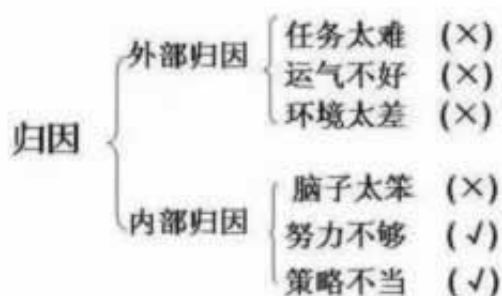 归因
外部归因
任务太难 (×)
运气不好 (×)
环境太差 (×)
内部归因
脑子太笨 (×)
努力不够 (√)
策略不当 (√)